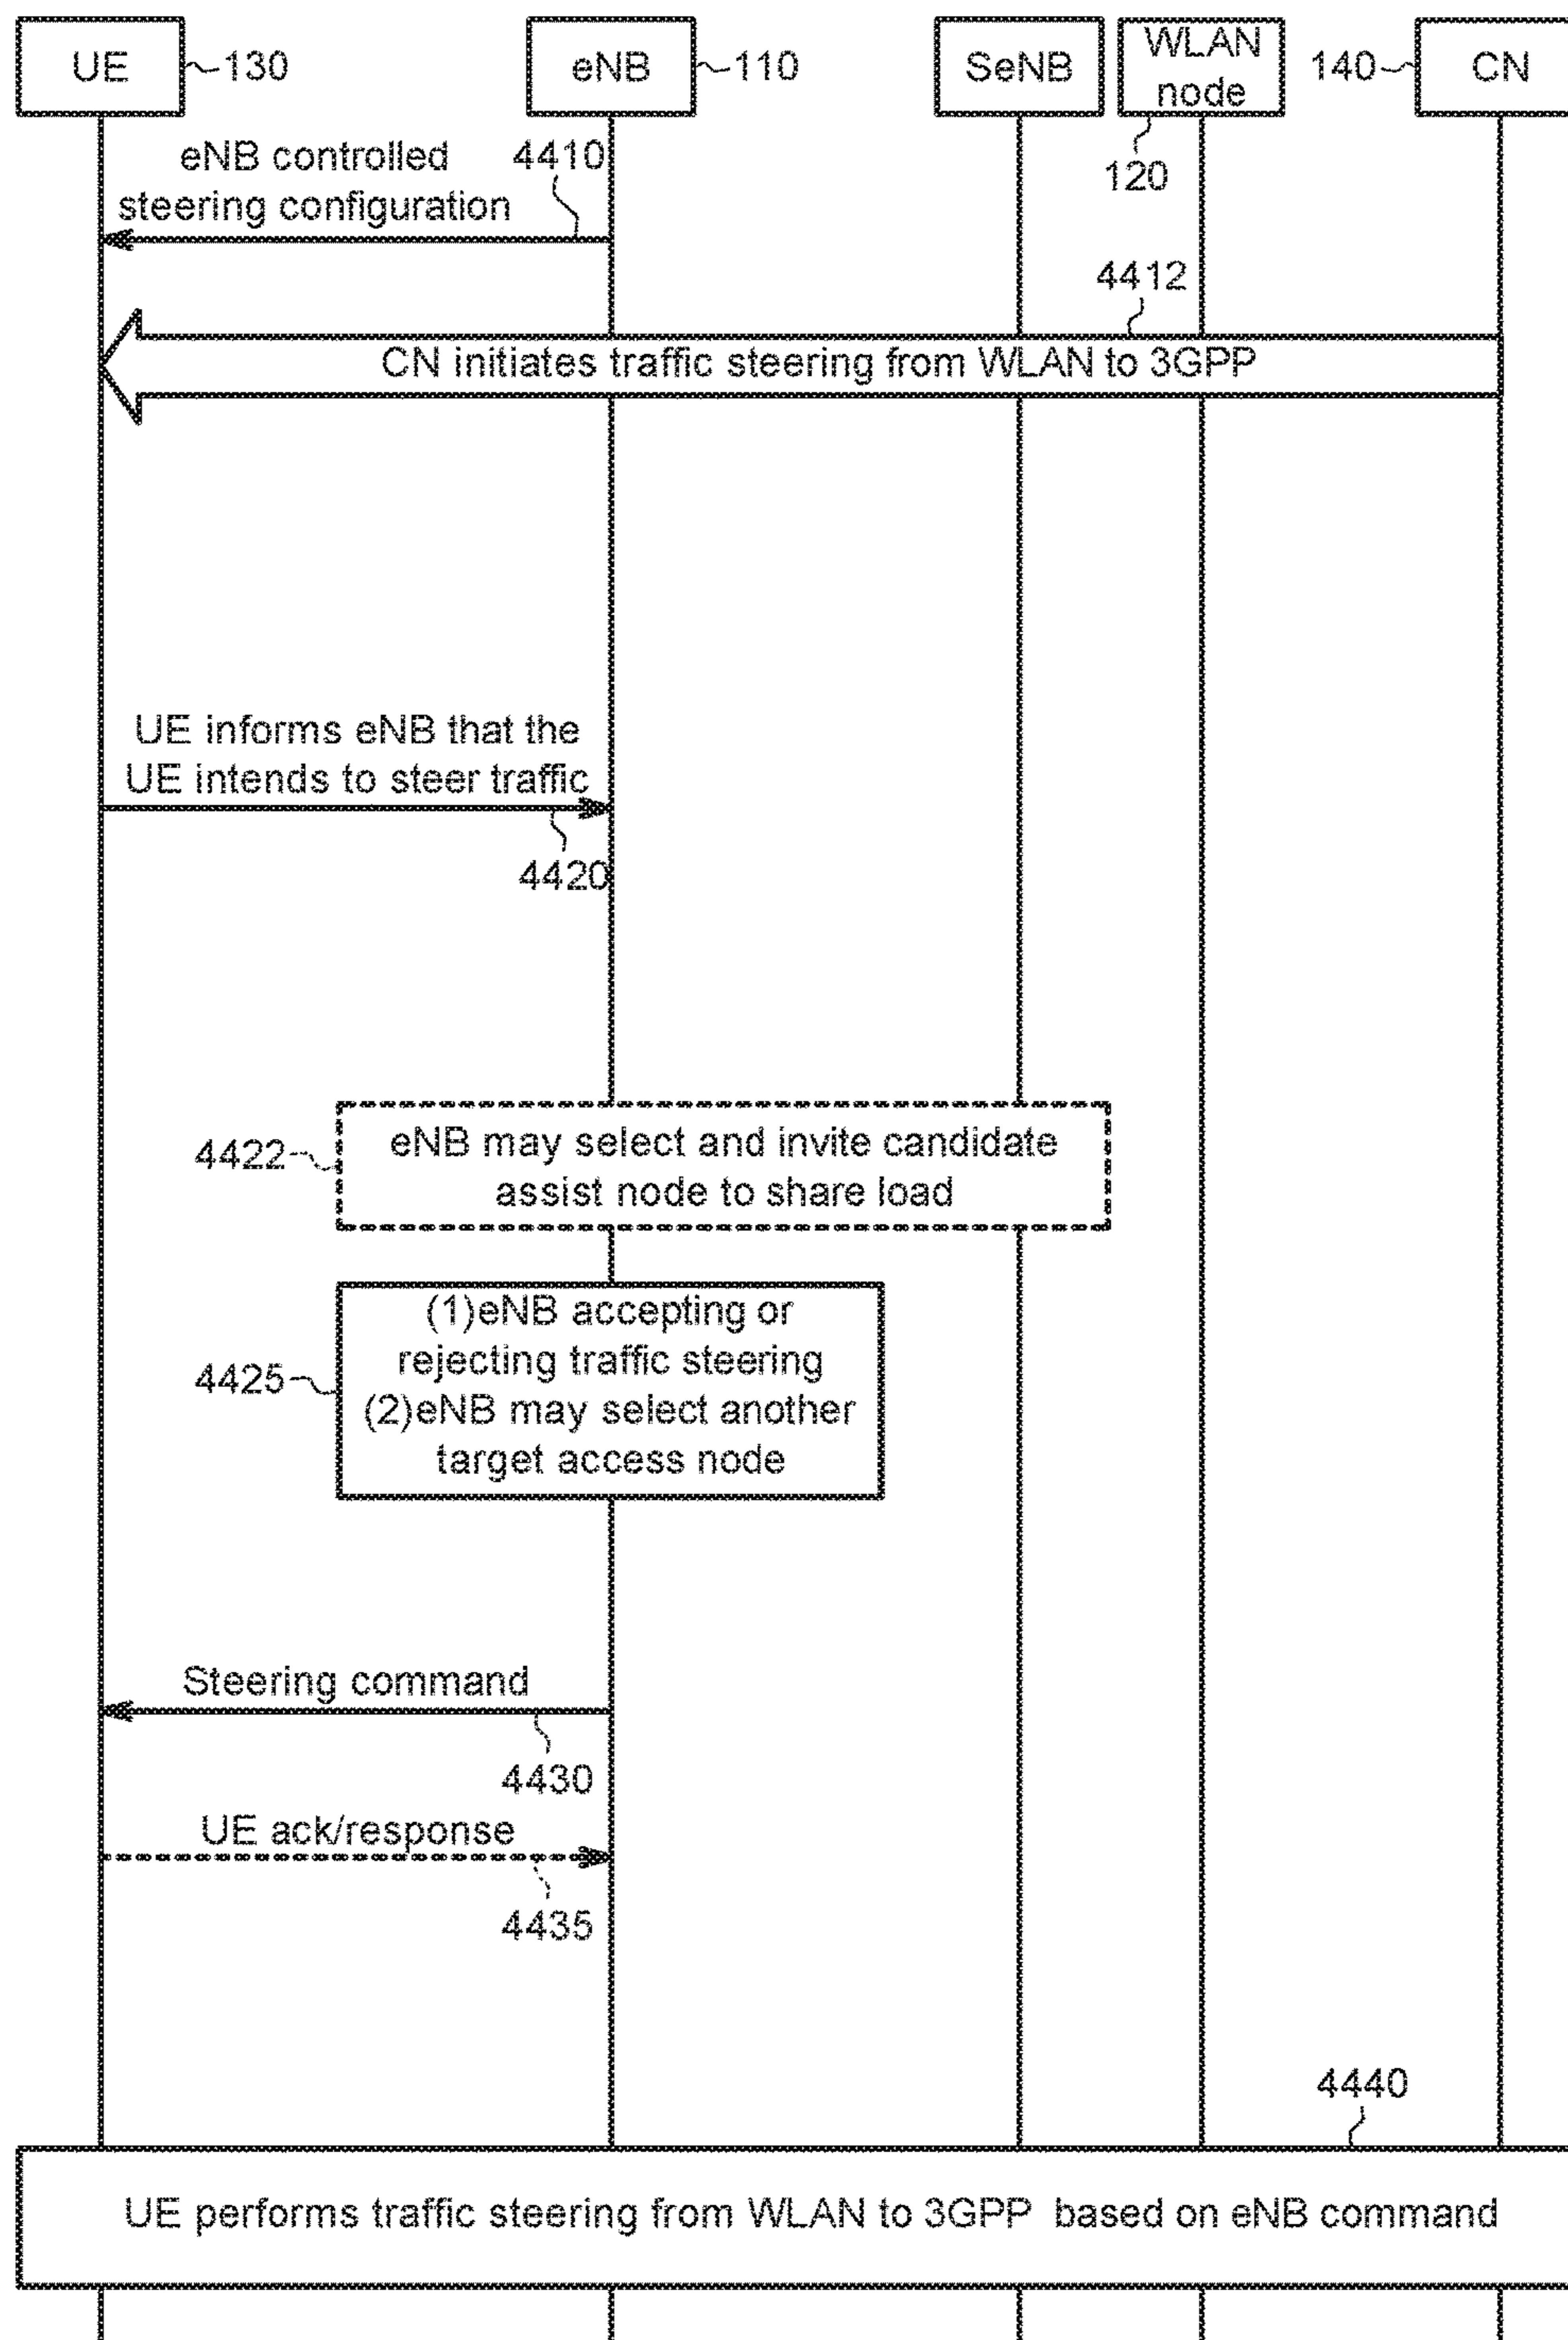 UE
130
eNB
110
SeNB
WLAN
node
120
140
CN
eNB controlled
steering configuration
4410
4412
CN initiates traffic steering from WLAN to 3GPP
UE informs eNB that the
UE intends to steer traffic
4420
4422
eNB may select and invite candidate
assist node to share load
4425
(1)eNB accepting or
rejecting traffic steering
(2)eNB may select another
target access node
Steering command
4430
UE ack/response
4435
4440
UE performs traffic steering from WLAN to 3GPP based on eNB command